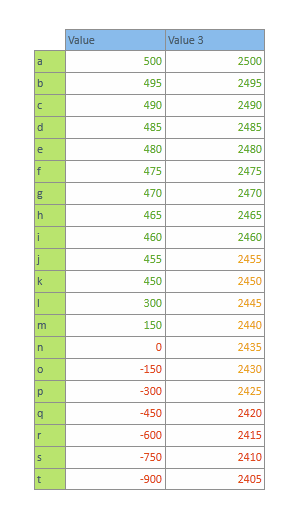 Value Value 3
a 500 2500
b 495 2495
c 490 2490
d 485 2485
e 480 2480
f 475 2475
g 470 2470
h 465 2465
i 460 2460
j 455 2455
k 450 2450
l 300 2445
m 150 2440
n 0 2435
o -150 2430
p -300 2425
q -450 2420
r -600 2415
s -750 2410
t -900 2405